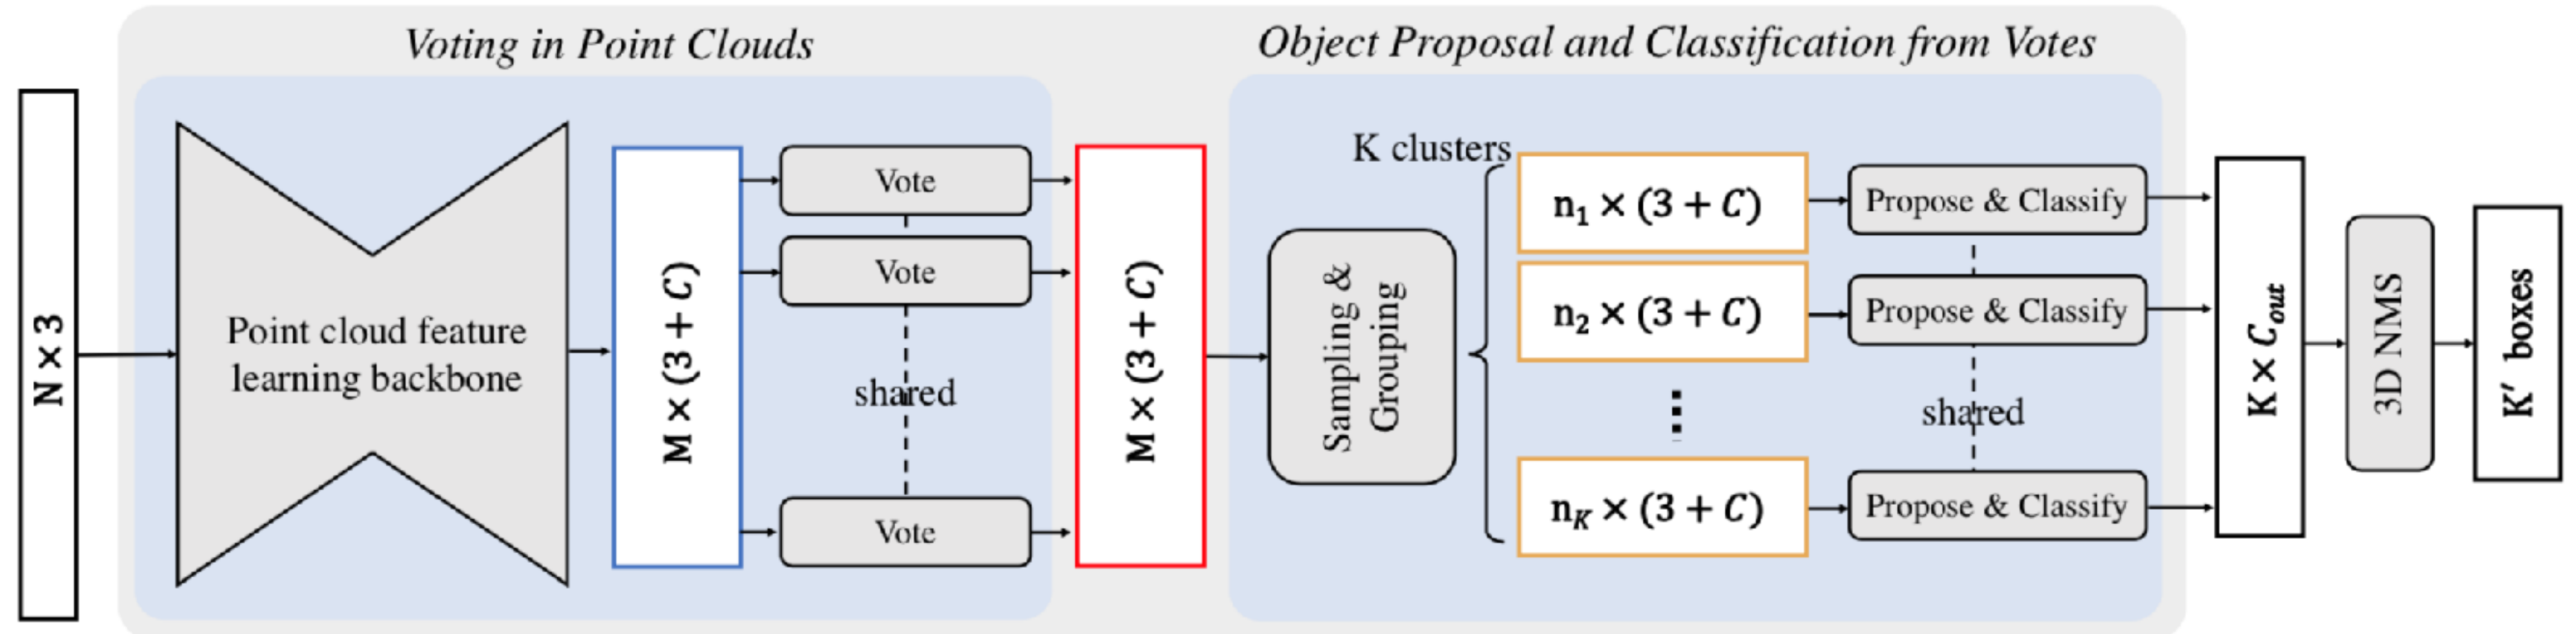 Voting in Point Clouds
Object Proposal and Classification from Votes
N × 3
Point cloud feature
learning backbone
M × (3 + C)
Vote
Vote
shared
Vote
M × (3 + C)
Sampling &
Grouping
K clusters
n₁ × (3 + C)
n₂ × (3 + C)
n_K × (3 + C)
Propose & Classify
Propose & Classify
shared
Propose & Classify
K × C_out
3D NMS
K′ boxes